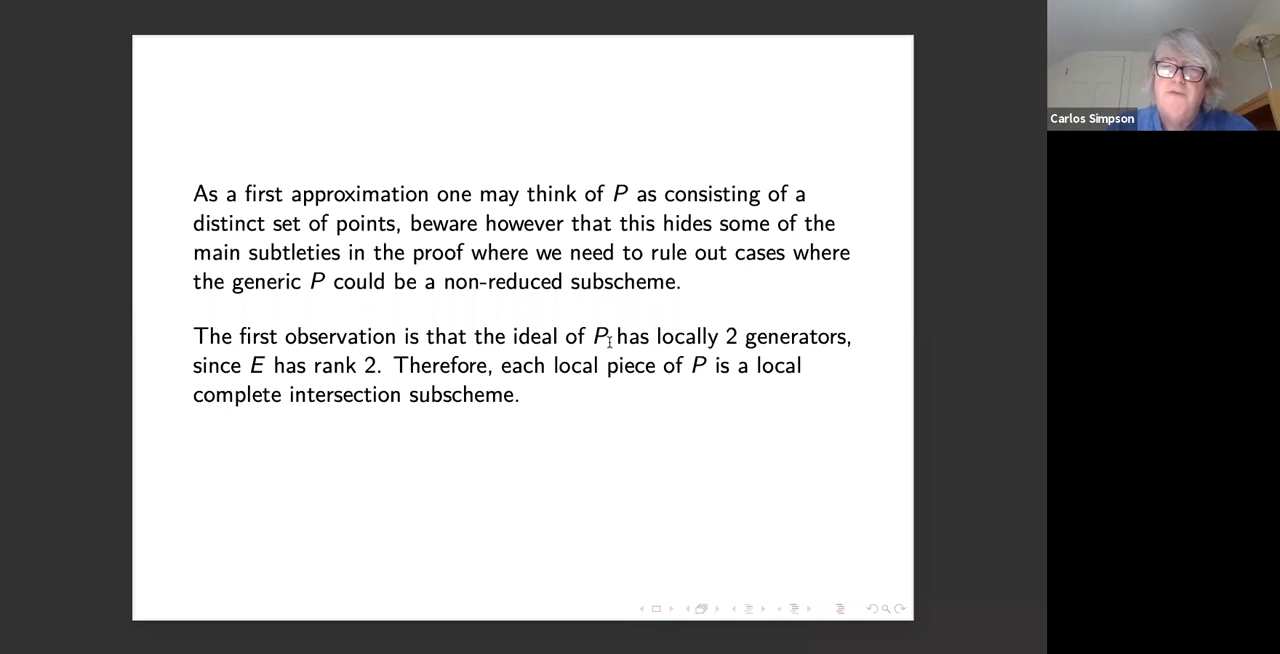 As a first approximation one may think of P as consisting of a
distinct set of points, beware however that this hides some of the
main subtleties in the proof where we need to rule out cases where
the generic P could be a non-reduced subscheme.
The first observation is that the ideal of P has locally 2 generators,
since E has rank 2. Therefore, each local piece of P is a local
complete intersection subscheme.
Carlos Simpson